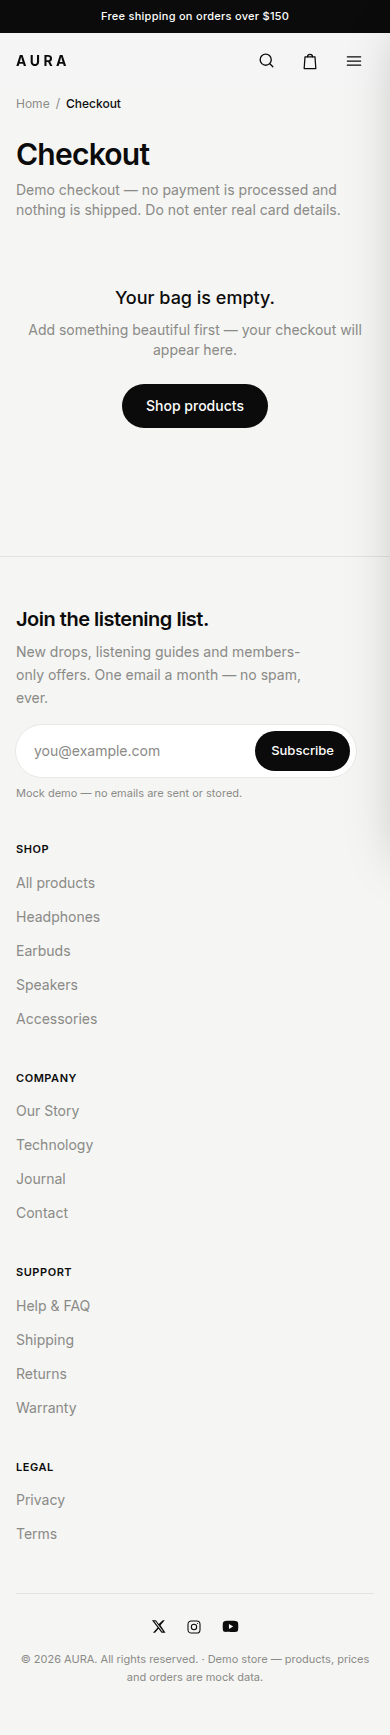 Free shipping on orders over $150
AURA
Home / Checkout
Checkout
Demo checkout — no payment is processed and
nothing is shipped. Do not enter real card details.
Your bag is empty.
Add something beautiful first — your checkout will
appear here.
Shop products
Join the listening list.
New drops, listening guides and members-
only offers. One email a month — no spam,
ever.
you@example.com
Subscribe
Mock demo — no emails are sent or stored.
SHOP
All products
Headphones
Earbuds
Speakers
Accessories
COMPANY
Our Story
Technology
Journal
Contact
SUPPORT
Help & FAQ
Shipping
Returns
Warranty
LEGAL
Privacy
Terms
© 2026 AURA. All rights reserved. · Demo store — products, prices
and orders are mock data.